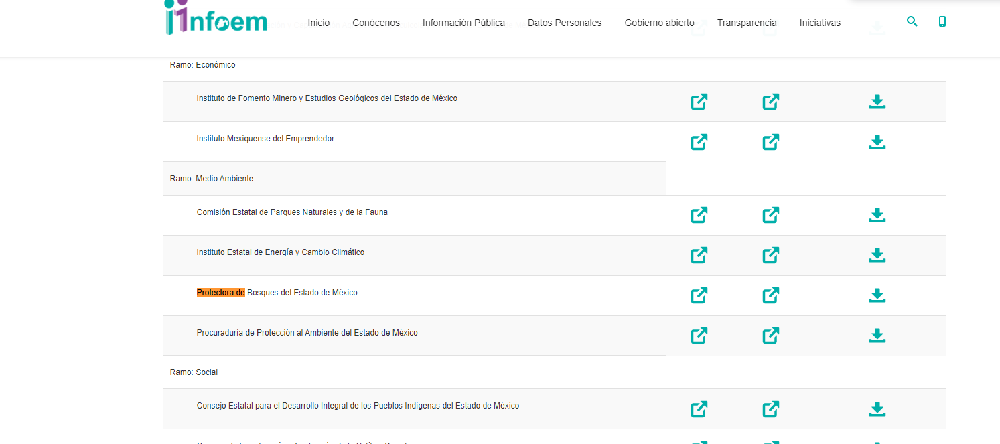 infoem
Inicio Conócenos Información Pública Datos Personales Gobierno abierto Transparencia Iniciativas
Ramo: Económico
Instituto de Fomento Minero y Estudios Geológicos del Estado de México
Instituto Mexiquense del Emprendedor
Ramo: Medio Ambiente
Comisión Estatal de Parques Naturales y de la Fauna
Instituto Estatal de Energía y Cambio Climático
Protectora de Bosques del Estado de México
Procuraduría de Protección al Ambiente del Estado de México
Ramo: Social
Consejo Estatal para el Desarrollo Integral de los Pueblos Indígenas del Estado de México